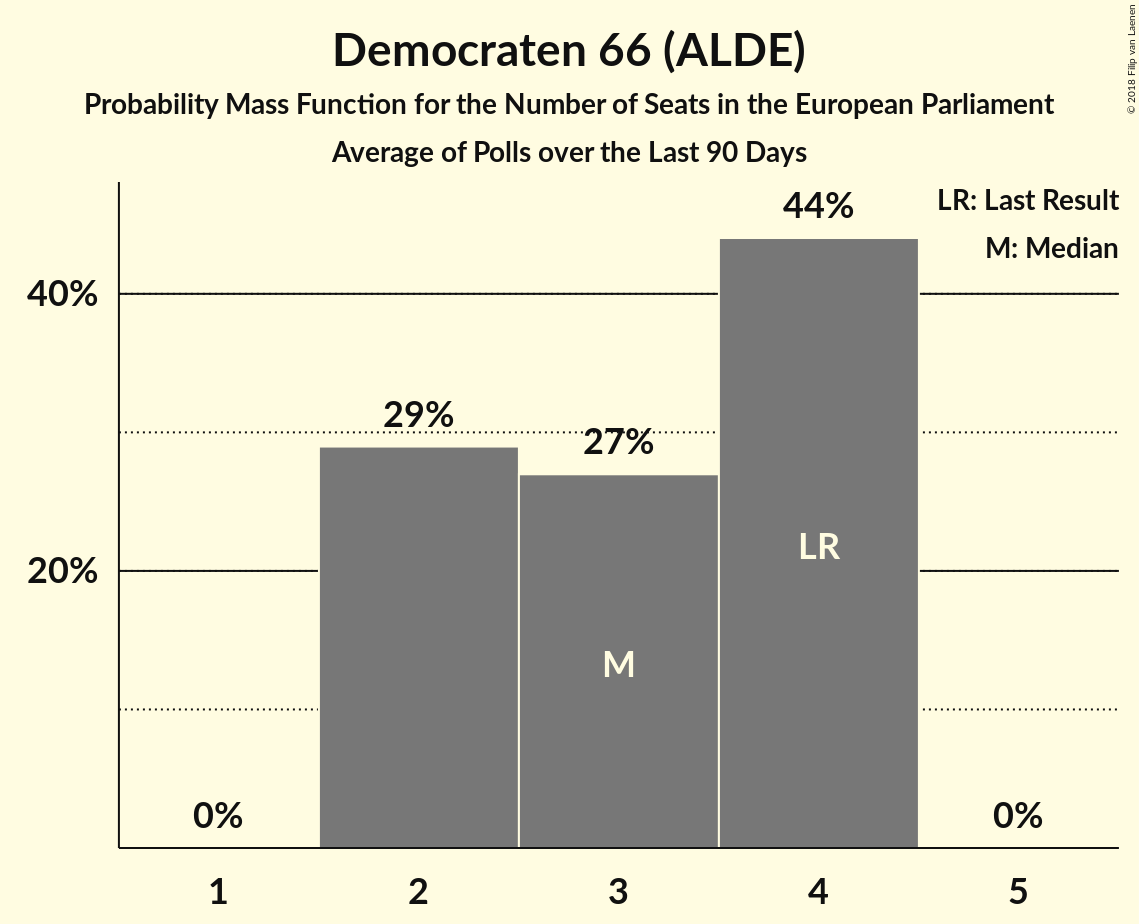 Democraten 66 (ALDE)
Probability Mass Function for the Number of Seats in the European Parliament
Average of Polls over the Last 90 Days
© 2018 Filip van Laenen
LR: Last Result
M: Median
44%
40%
29%
27%
20%
LR
M
0%
0%
1
2
3
4
5